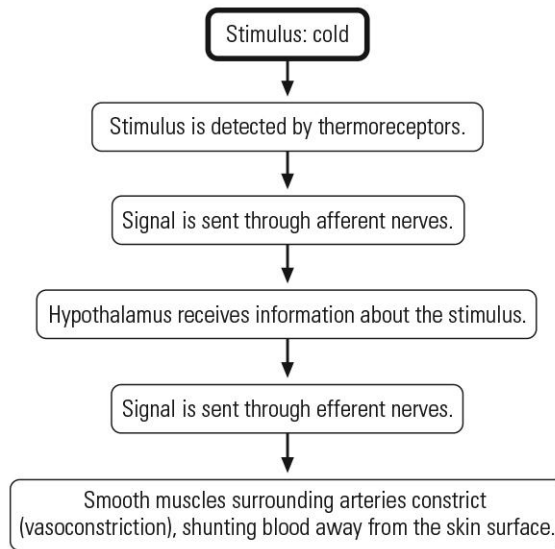 Stimulus: cold
Stimulus is detected by thermoreceptors.
Signal is sent through afferent nerves.
Hypothalamus receives information about the stimulus.
Signal is sent through efferent nerves.
Smooth muscles surrounding arteries constrict
(vasoconstriction), shunting blood away from the skin surface.